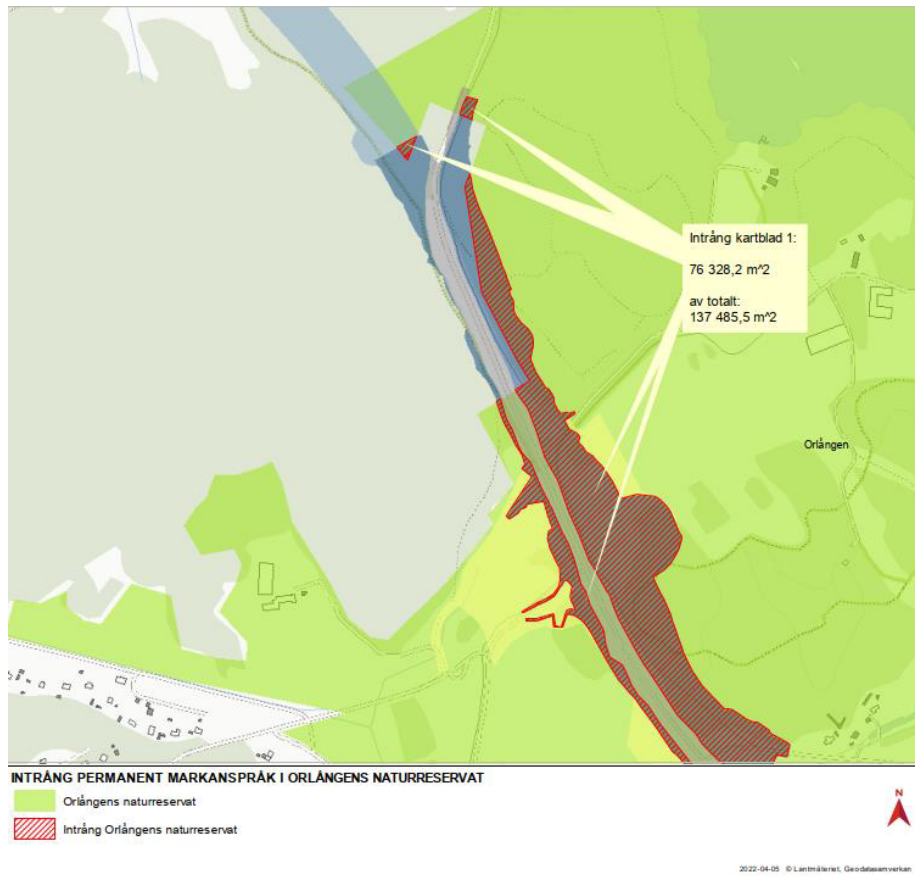 Intrång kartblad 1:
76 328,2 m^2
av totalt:
137 485,5 m^2
Orlången
INTRÅNG PERMANENT MARKANSPRÅK I ORLÅNGENS NATURRESERVAT
Orlångens naturreservat
Intrång Orlångens naturreservat
N
2022-04-05 © Lantmäteriet, Geodatasamverkan